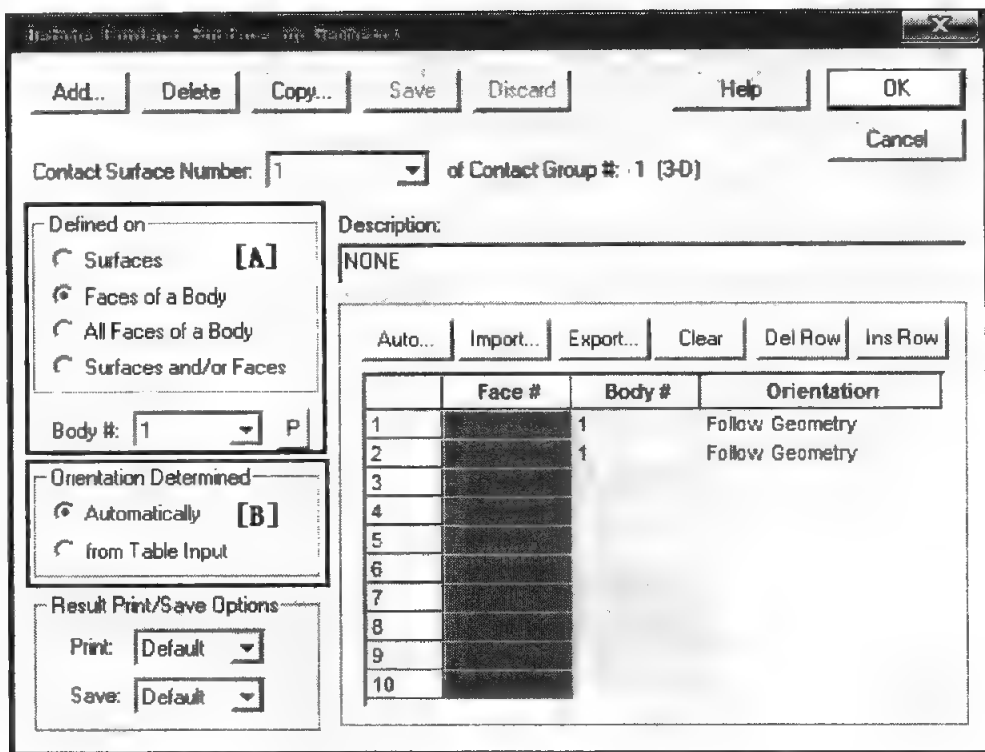 Add... Delete Copy... Save Discard Help OK
Cancel
Contact Surface Number: 1 of Contact Group #: 1 (3-D)
Defined on
[A]
Surfaces
Faces of a Body
All Faces of a Body
Surfaces and/or Faces
Body #: 1 P
Orientation Determined
[B]
Automatically
from Table Input
Result Print/Save Options
Print: Default
Save: Default
Description:
NONE
Auto... Import... Export... Clear Del Row Ins Row
Face # Body # Orientation
1 1 Follow Geometry
2 1 Follow Geometry
3
4
5
6
7
8
9
10